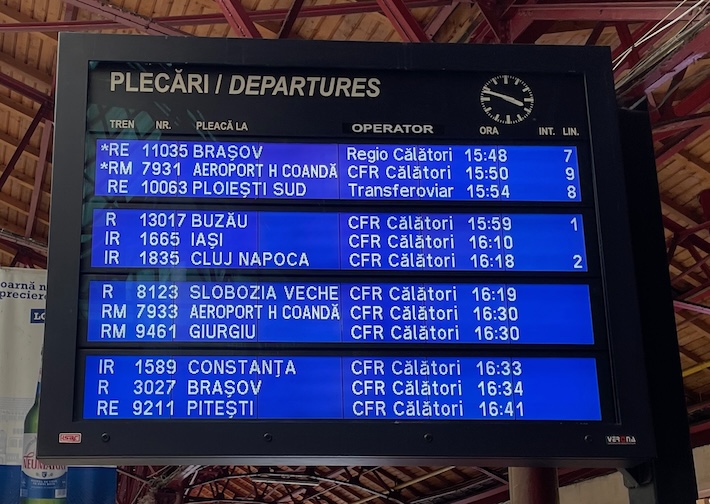 PLECĂRI / DEPARTURES
TREN NR. PLEACĂ LA OPERATOR ORA INT. LIN.
*RE 11035 BRAȘOV Regio Călători 15:48 7
*RM 7931 AEROPORT H COANDĂ CFR Călători 15:50 9
RE 10063 PLOIEȘTI SUD Transferoviar 15:54 8
R 13017 BUZĂU CFR Călători 15:59 1
IR 1665 IAȘI CFR Călători 16:10
IR 1835 CLUJ NAPOCA CFR Călători 16:18 2
R 8123 SLOBOZIA VECHE CFR Călători 16:19
RM 7933 AEROPORT H COANDĂ CFR Călători 16:30
RM 9461 GIURGIU CFR Călători 16:30
IR 1589 CONSTANŢA CFR Călători 16:33
R 3027 BRAȘOV CFR Călători 16:34
RE 9211 PITEȘTI CFR Călători 16:41
VERONA